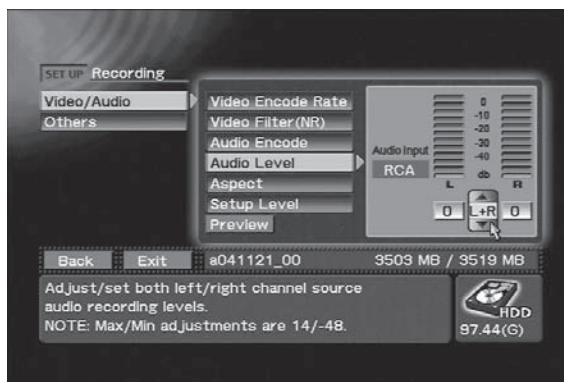 SET UP Recording
Video/Audio
Others
Video Encode Rate
Video Filter(NR)
Audio Encode
Audio Level
Aspect
Setup Level
Preview
Audio Input
RCA
0
-10
-20
-30
-40
db
L R
0 L+R 0
Back Exit a041121_00 3503 MB / 3519 MB
Adjust/set both left/right channel source
audio recording levels.
NOTE: Max/Min adjustments are 14/-48.
HDD
97.44(G)